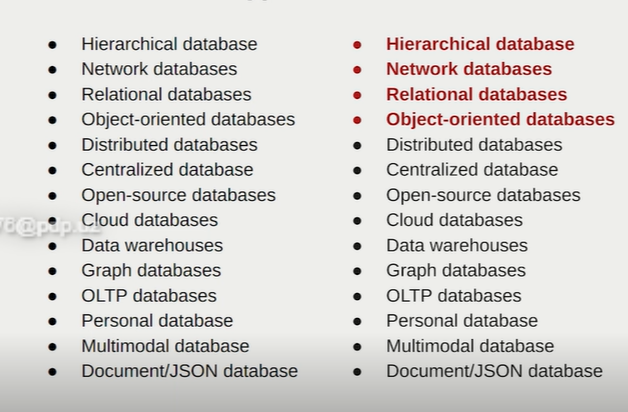 Hierarchical database
Network databases
Relational databases
Object-oriented databases
Distributed databases
Centralized database
Open-source databases
Cloud databases
Data warehouses
Graph databases
OLTP databases
Personal database
Multimodal database
Document/JSON database
Hierarchical database
Network databases
Relational databases
Object-oriented databases
Distributed databases
Centralized database
Open-source databases
Cloud databases
Data warehouses
Graph databases
OLTP databases
Personal database
Multimodal database
Document/JSON database